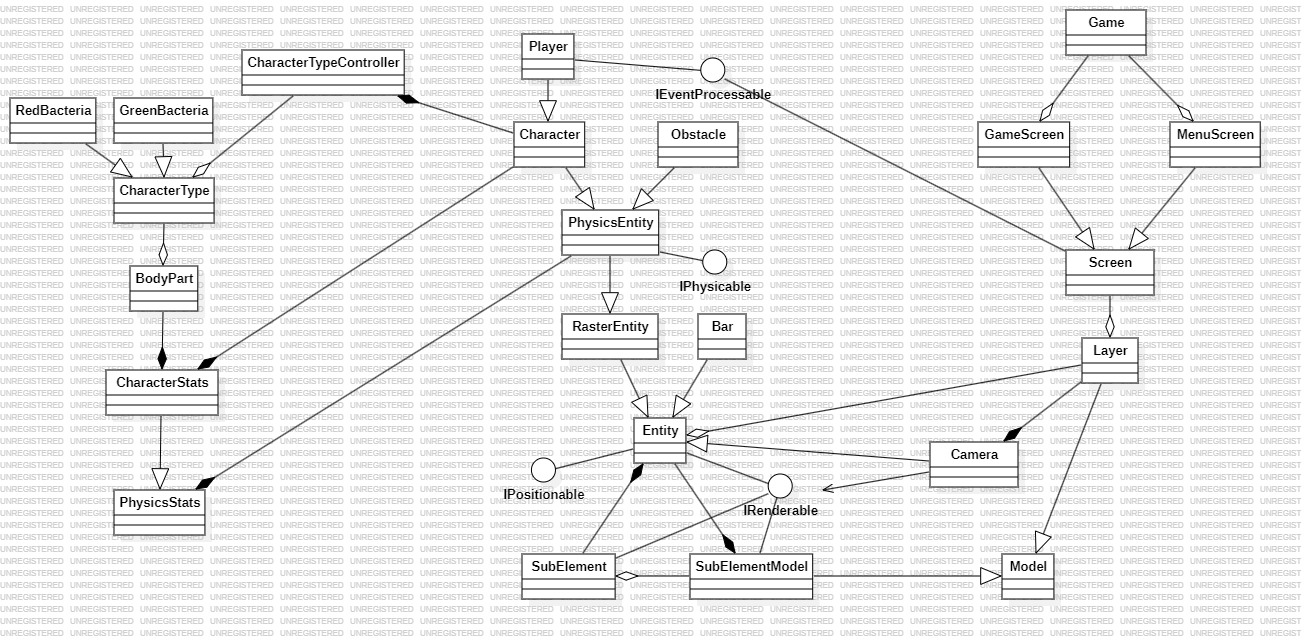 Game
Player
CharacterTypeController
IEventProcessable
RedBacteria
GreenBacteria
Character
Obstacle
GameScreen
MenuScreen
CharacterType
PhysicsEntity
Screen
BodyPart
IPhysicable
RasterEntity
Bar
Layer
CharacterStats
Entity
Camera
IPositionable
PhysicsStats
IRenderable
SubElement
SubElementModel
Model
UNREGISTERED